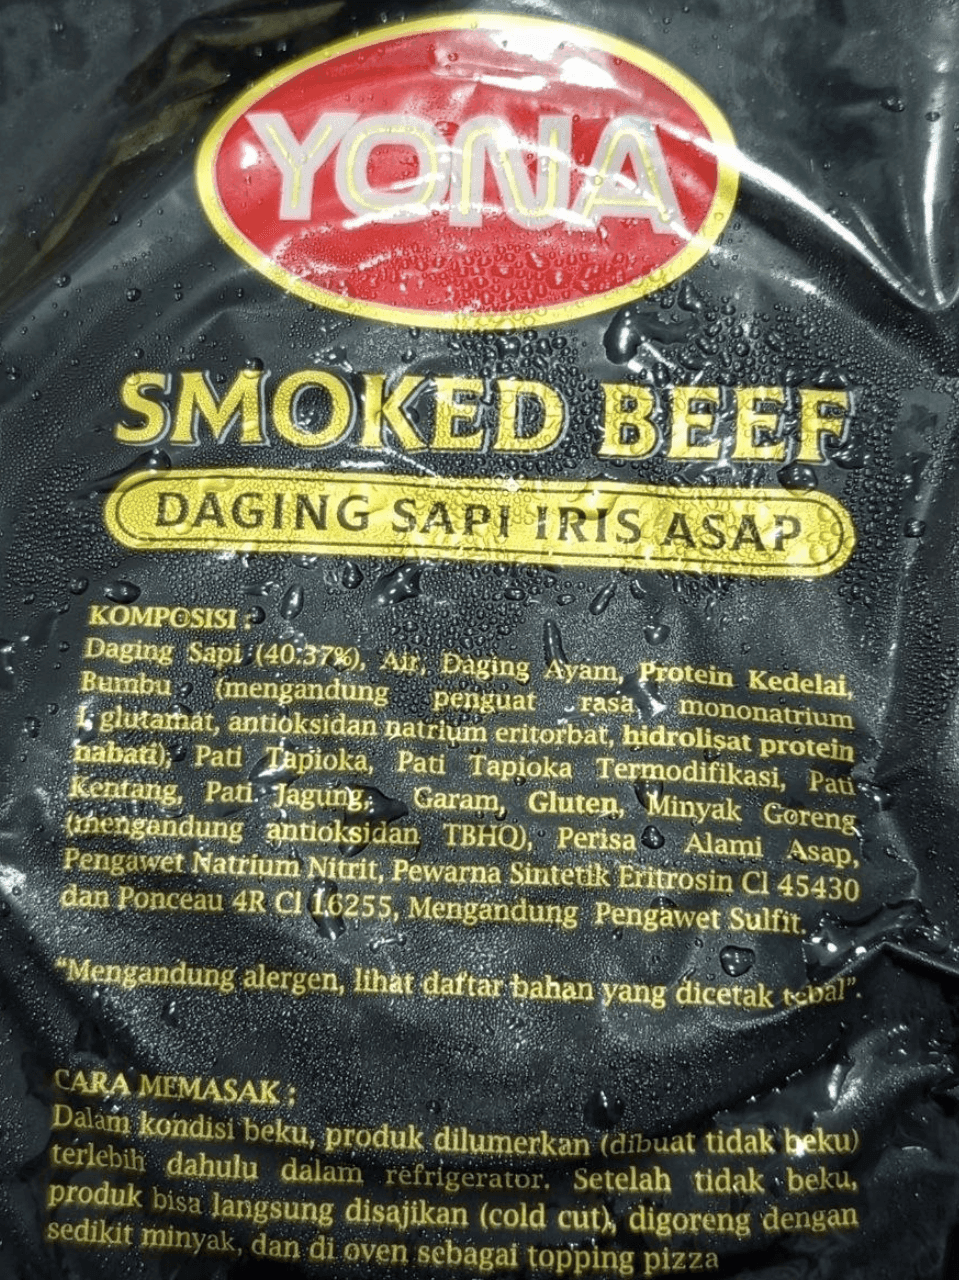 YONA
SMOKED BEEF
DAGING SAPI IRIS ASAP
KOMPOSISI :
Daging Sapi (40.37%), Air, Daging Ayam, Protein Kedelai,
Bumbu (mengandung penguat rasa mononatrium
L glutamat, antioksidan natrium eritorbat, hidrolisat protein
nabati), Pati Tapioka, Pati Tapioka Termodifikasi, Pati
Kentang, Pati Jagung, Garam, Gluten, Minyak Goreng
(mengandung antioksidan TBHQ), Perisa Alami Asap,
Pengawet Natrium Nitrit, Pewarna Sintetik Eritrosin Cl 45430
dan Ponceau 4R Cl 16255, Mengandung Pengawet Sulfit.
"Mengandung alergen, lihat daftar bahan yang dicetak tebal".
CARA MEMASAK :
Dalam kondisi beku, produk dilumerkan (dibuat tidak beku)
terlebih dahulu dalam refrigerator. Setelah tidak beku,
produk bisa langsung disajikan (cold cut), digoreng dengan
sedikit minyak, dan di oven sebagai topping pizza